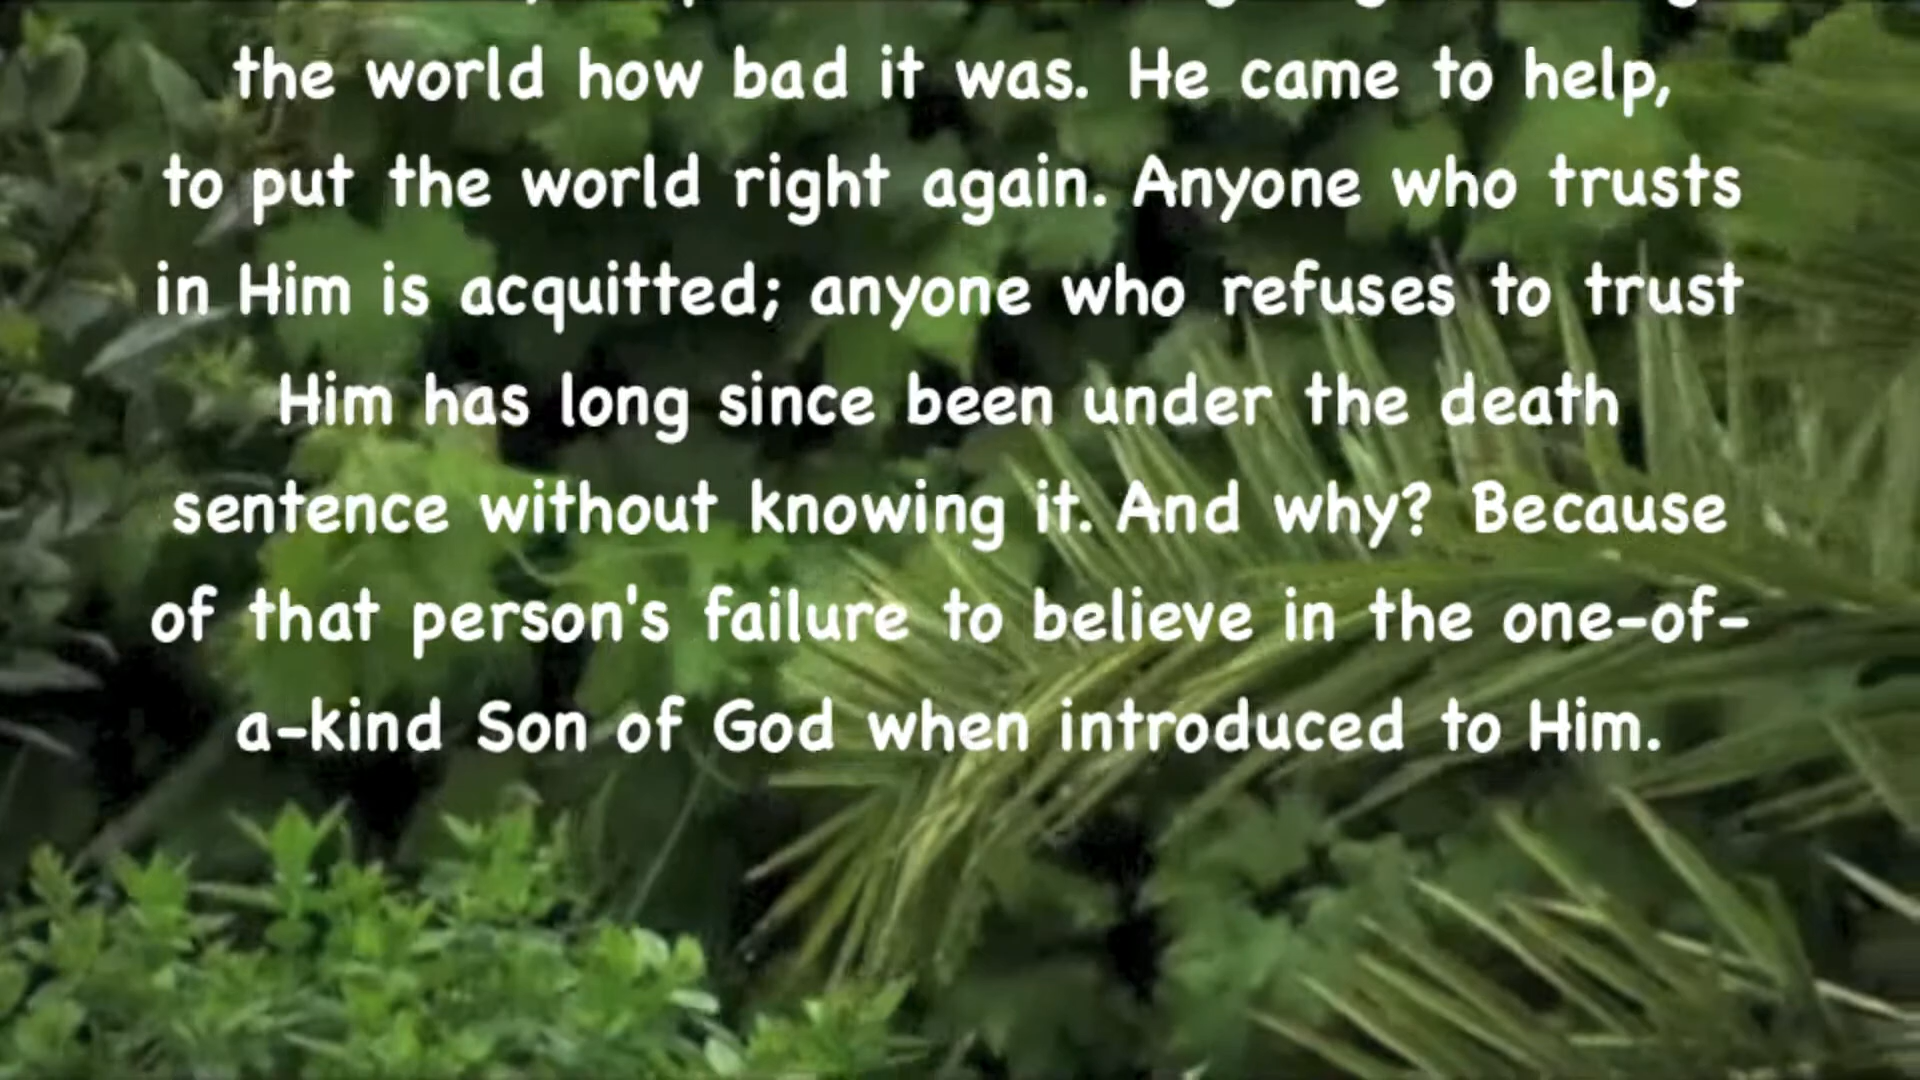 the world how bad it was. He came to help,
to put the world right again. Anyone who trusts
in Him is acquitted; anyone who refuses to trust
Him has long since been under the death
sentence without knowing it. And why? Because
of that person's failure to believe in the one-of-
a-kind Son of God when introduced to Him.